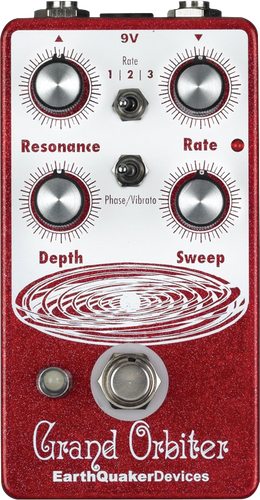 9V
Rate
1 | 2 | 3
Resonance
Rate
Phase/Vibrato
Depth
Sweep
Grand Orbiter
EarthQuakerDevices